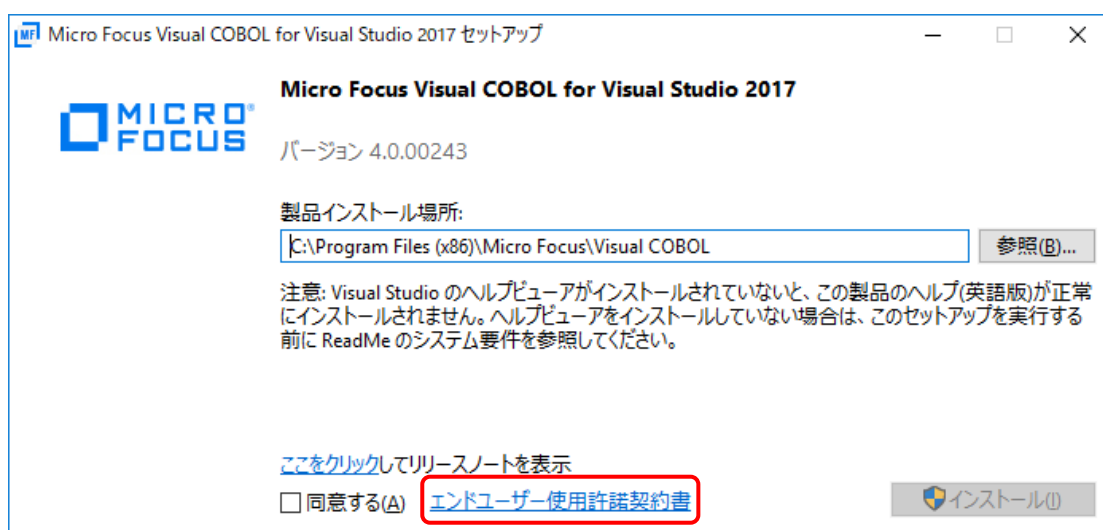 Micro Focus Visual COBOL for Visual Studio 2017 セットアップ
Micro Focus Visual COBOL for Visual Studio 2017
MICRO
FOCUS
バージョン 4.0.00243
製品インストール場所:
C:\Program Files (x86)\Micro Focus\Visual COBOL
参照(B)...
注意: Visual Studio のヘルプビューアがインストールされていないと、この製品のヘルプ(英語版)が正常
にインストールされません。ヘルプビューアをインストールしていない場合は、このセットアップを実行する
前に ReadMe のシステム要件を参照してください。
ここをクリックしてリリースノートを表示
同意する(A) エンドユーザー使用許諾契約書
インストール(I)